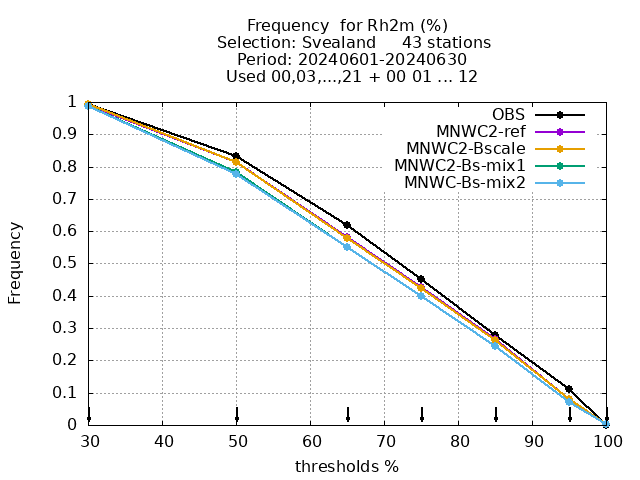 Frequency  for Rh2m (%)
Selection: Svealand     43 stations
Period: 20240601-20240630
Used 00,03,...,21 + 00 01 ... 12
OBS
MNWC2-ref
MNWC2-Bscale
MNWC2-Bs-mix1
MNWC-Bs-mix2
Frequency
1
0.9
0.8
0.7
0.6
0.5
0.4
0.3
0.2
0.1
0
30 40 50 60 70 80 90 100
thresholds %